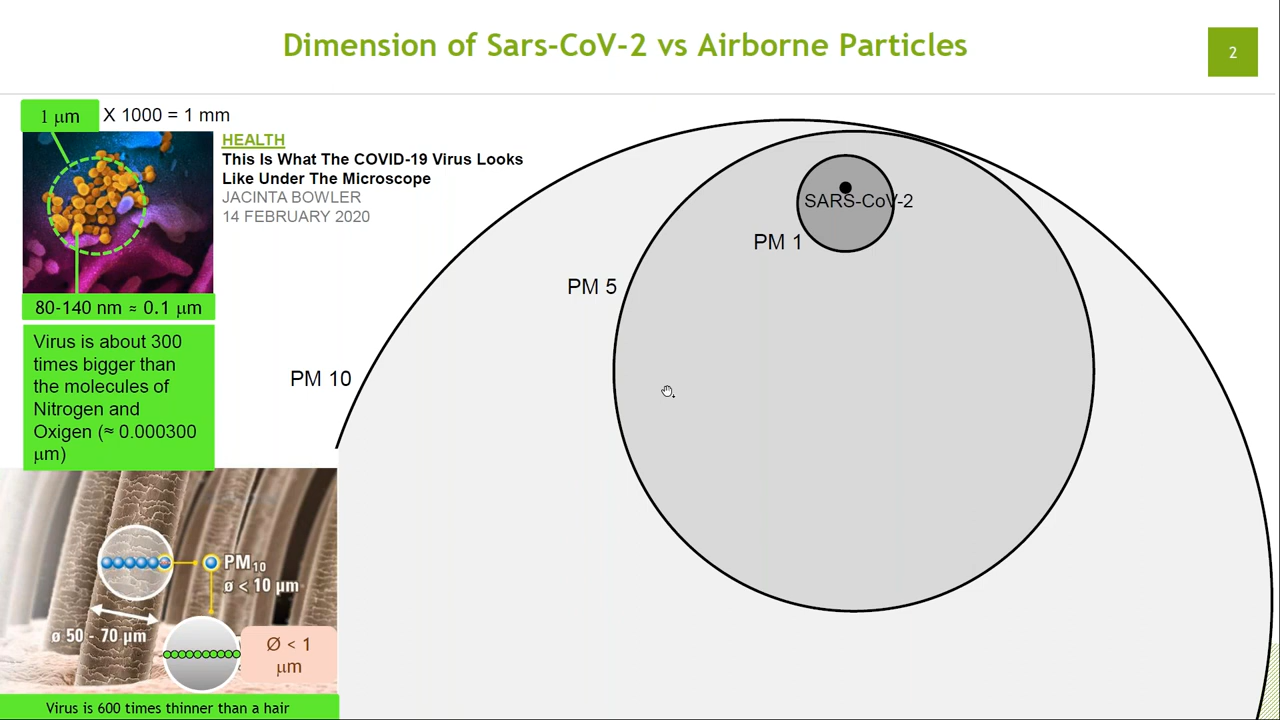 Dimension of Sars-CoV-2 vs Airborne Particles
2
1 μm
X 1000 = 1 mm
HEALTH
This Is What The COVID-19 Virus Looks
Like Under The Microscope
JACINTA BOWLER
14 FEBRUARY 2020
80-140 nm ≈ 0.1 μm
Virus is about 300
times bigger than
the molecules of
Nitrogen and
Oxigen (≈ 0.000300
μm)
SARS-CoV-2
PM 1
PM 5
PM 10
PM10
ø < 10 μm
ø 50 - 70 μm
Ø < 1
μm
Virus is 600 times thinner than a hair